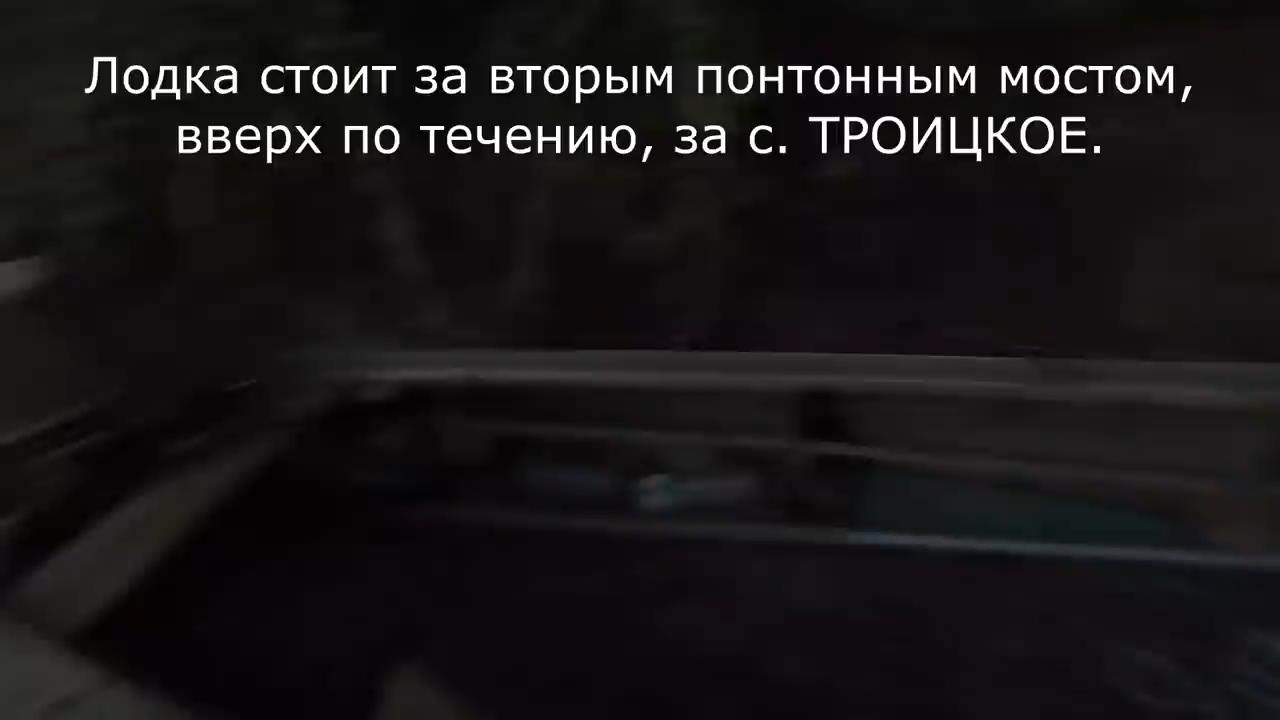 Лодка стоит за вторым понтонным мостом,
вверх по течению, за с. ТРОИЦКОЕ.